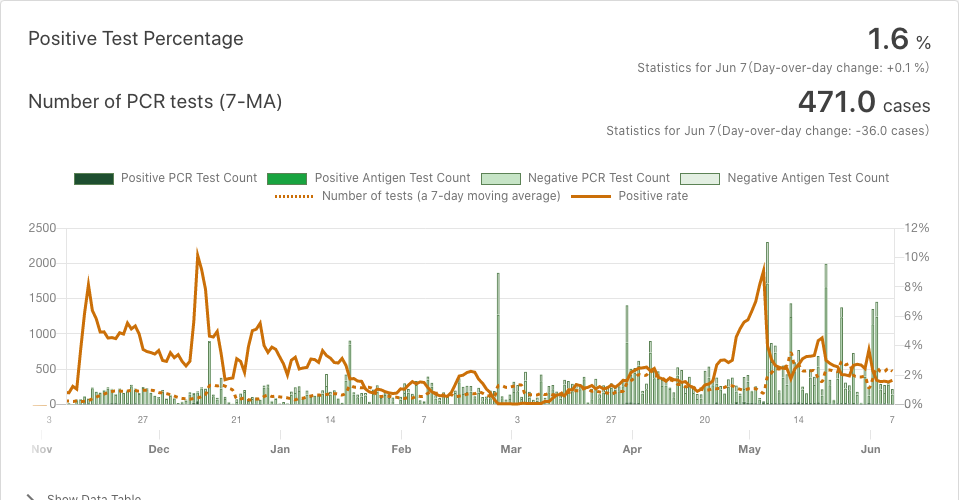 Positive Test Percentage
1.6 %
Statistics for Jun 7(Day-over-day change: +0.1 %)
Number of PCR tests (7-MA)
471.0 cases
Statistics for Jun 7(Day-over-day change: -36.0 cases)
Positive PCR Test Count Positive Antigen Test Count Negative PCR Test Count Negative Antigen Test Count
Number of tests (a 7-day moving average) Positive rate
2500 12%
2000 10%
1500 8%
1000 6%
500 4%
0 2%
0%
3 27 21 14 7 3 27 20 14 7
Nov Dec Jan Feb Mar Apr May Jun
Show Data Table